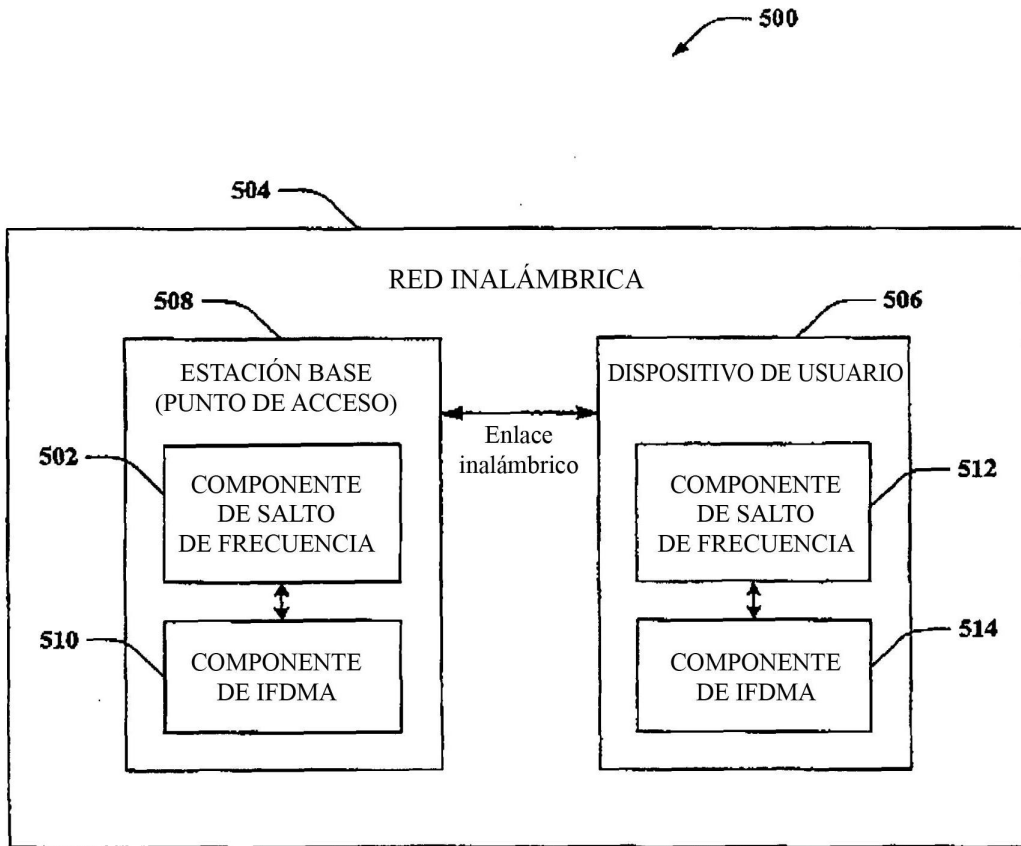 500
504
RED INALÁMBRICA
508
506
ESTACIÓN BASE
(PUNTO DE ACCESO)
DISPOSITIVO DE USUARIO
Enlace
inalámbrico
502
COMPONENTE
DE SALTO
DE FRECUENCIA
COMPONENTE
DE SALTO
DE FRECUENCIA
512
510
COMPONENTE
DE IFDMA
COMPONENTE
DE IFDMA
514